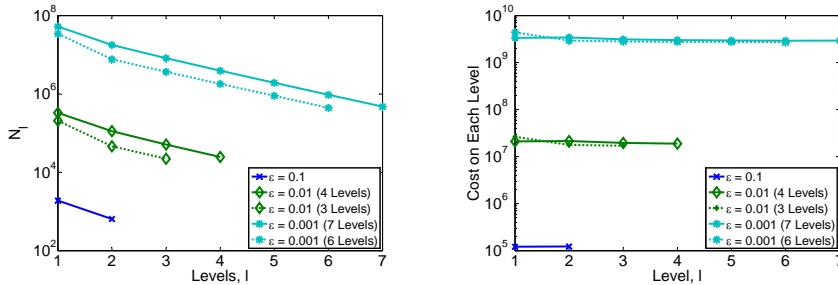 10^8
10^6
10^4
10^2
N_l
1 2 3 4 5 6 7
Levels, l
ε = 0.1
ε = 0.01 (4 Levels)
ε = 0.01 (3 Levels)
ε = 0.001 (7 Levels)
ε = 0.001 (6 Levels)
10^10
10^9
10^8
10^7
10^6
10^5
Cost on Each Level
1 2 3 4 5 6 7
Level, l
ε = 0.1
ε = 0.01 (4 Levels)
ε = 0.01 (3 Levels)
ε = 0.001 (7 Levels)
ε = 0.001 (6 Levels)